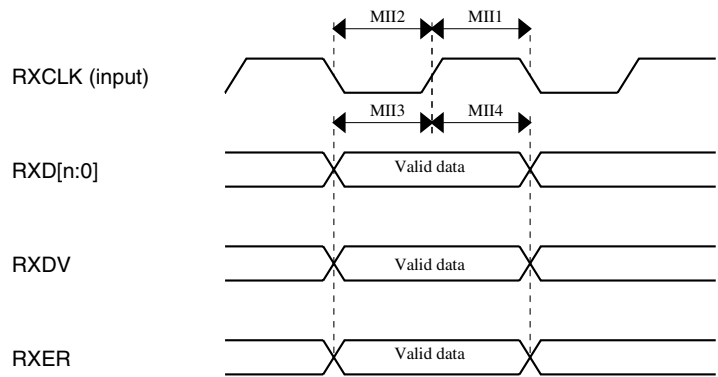 MII2 MII1
RXCLK (input)
MII3 MII4
RXD[n:0] Valid data
RXDV Valid data
RXER Valid data